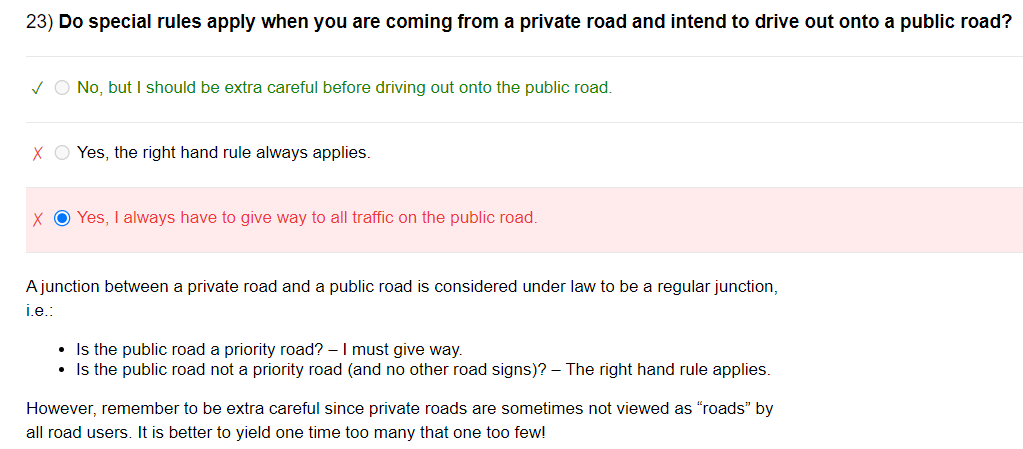 23) Do special rules apply when you are coming from a private road and intend to drive out onto a public road?
✓ No, but I should be extra careful before driving out onto the public road.
X Yes, the right hand rule always applies.
X Yes, I always have to give way to all traffic on the public road.
A junction between a private road and a public road is considered under law to be a regular junction,
i.e.:
• Is the public road a priority road? – I must give way.
• Is the public road not a priority road (and no other road signs)? – The right hand rule applies.
However, remember to be extra careful since private roads are sometimes not viewed as “roads” by
all road users. It is better to yield one time too many that one too few!